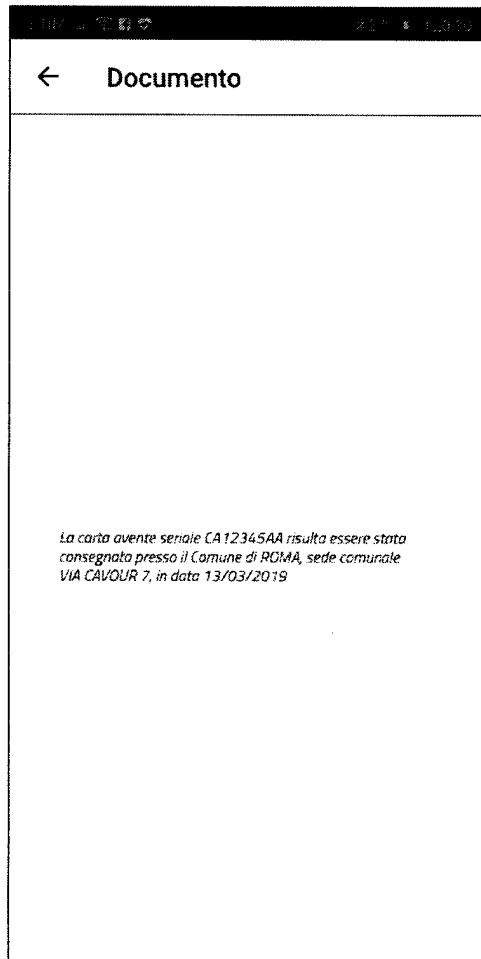 Documento
La carta avente seriale CA12345AA risulta essere stata
consegnata presso il Comune di ROMA, sede comunale
VIA CAVOUR 7, in data 13/03/2019